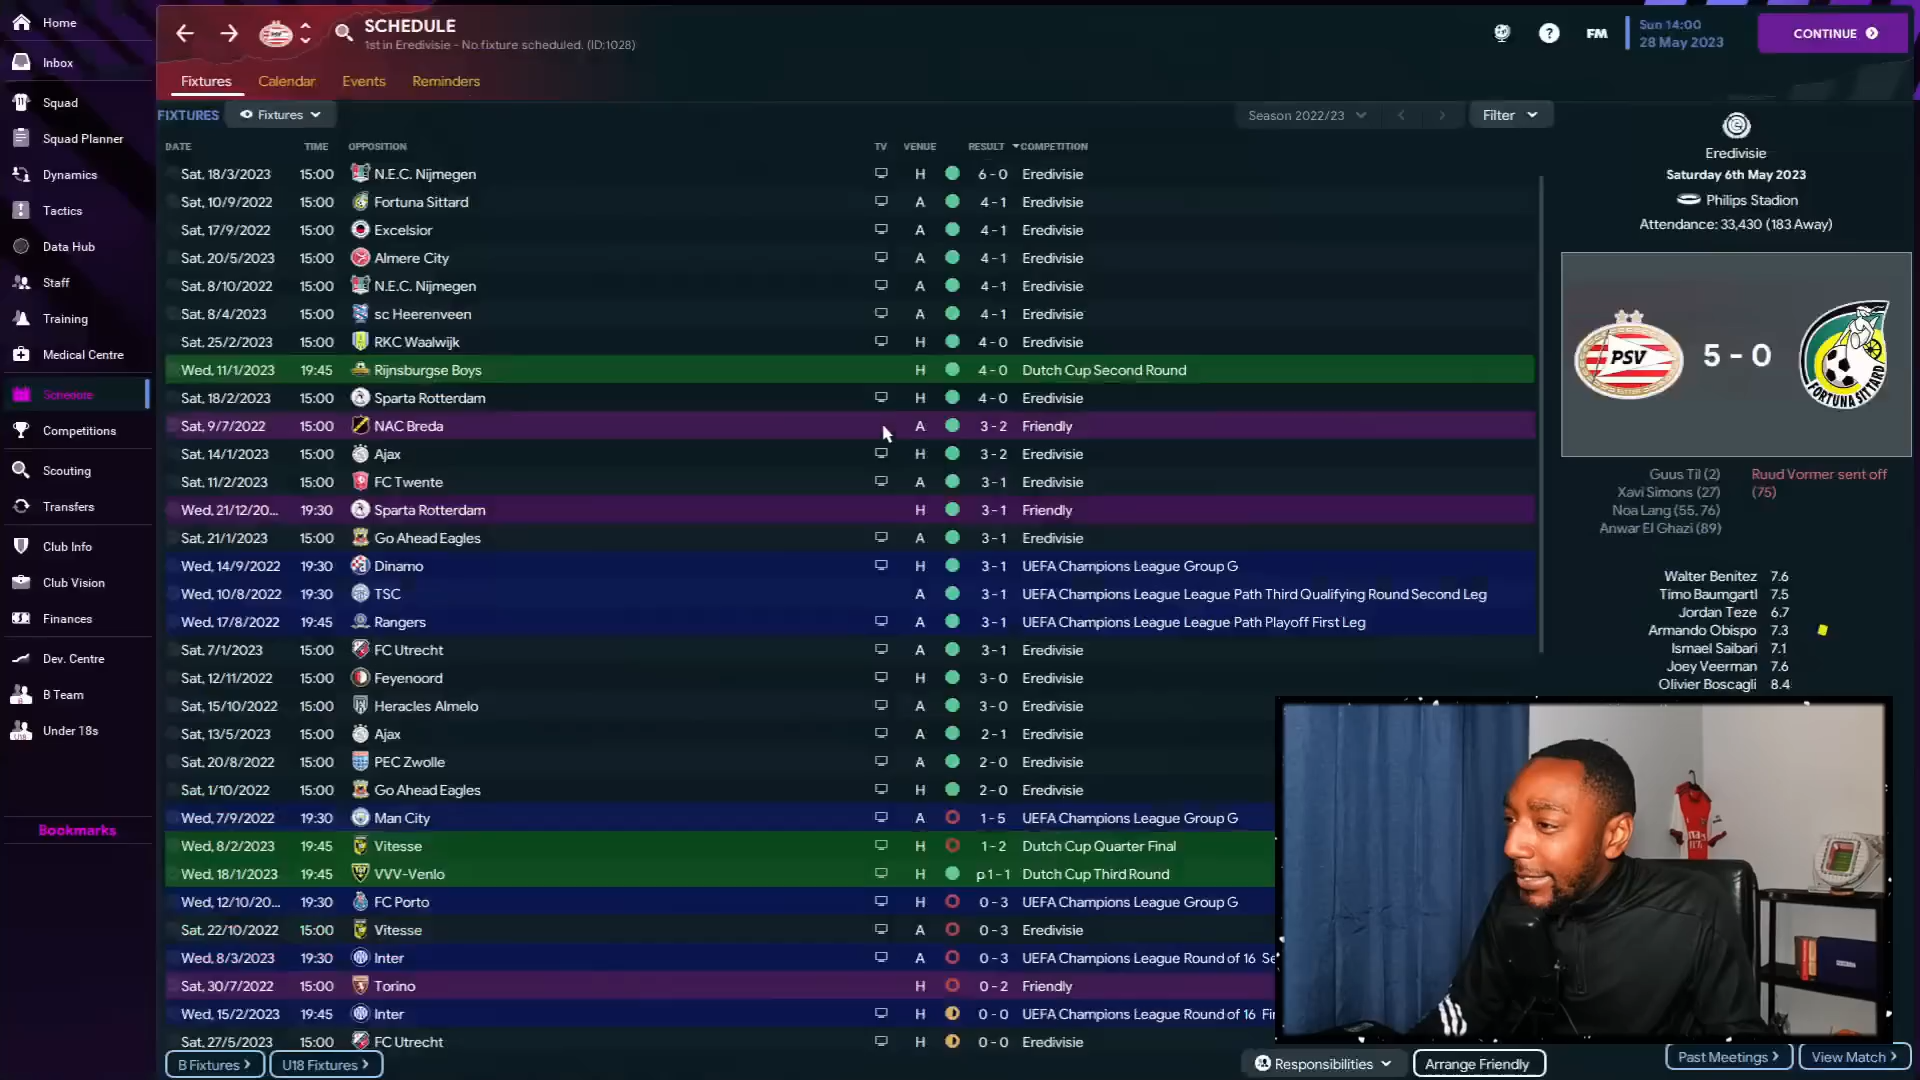 Home
Inbox
Squad
Squad Planner
Dynamics
Tactics
Data Hub
Staff
Training
Medical Centre
Schedule
Competitions
Scouting
Transfers
Club Info
Club Vision
Finances
Dev. Centre
B Team
Under 18s
Bookmarks
SCHEDULE
1st in Eredivisie - No fixture scheduled. (ID:1028)
FM
Sun 14:00
28 May 2023
CONTINUE
Fixtures Calendar Events Reminders
FIXTURES Fixtures Season 2022/23 Filter
DATE TIME OPPOSITION TV VENUE RESULT COMPETITION
Sat, 18/3/2023 15:00 N.E.C. Nijmegen H 6 - 0 Eredivisie
Sat, 10/9/2022 15:00 Fortuna Sittard A 4 - 1 Eredivisie
Sat, 17/9/2022 15:00 Excelsior A 4 - 1 Eredivisie
Sat, 20/5/2023 15:00 Almere City A 4 - 1 Eredivisie
Sat, 8/10/2022 15:00 N.E.C. Nijmegen A 4 - 1 Eredivisie
Sat, 8/4/2023 15:00 sc Heerenveen A 4 - 1 Eredivisie
Sat, 25/2/2023 15:00 RKC Waalwijk H 4 - 0 Eredivisie
Wed, 11/1/2023 19:45 Rijnsburgse Boys H 4 - 0 Dutch Cup Second Round
Sat, 18/2/2023 15:00 Sparta Rotterdam H 4 - 0 Eredivisie
Sat, 9/7/2022 15:00 NAC Breda A 3 - 2 Friendly
Sat, 14/1/2023 15:00 Ajax H 3 - 2 Eredivisie
Sat, 11/2/2023 15:00 FC Twente A 3 - 1 Eredivisie
Wed, 21/12/20... 19:30 Sparta Rotterdam H 3 - 1 Friendly
Sat, 21/1/2023 15:00 Go Ahead Eagles A 3 - 1 Eredivisie
Wed, 14/9/2022 19:30 Dinamo H 3 - 1 UEFA Champions League Group G
Wed, 10/8/2022 19:30 TSC A 3 - 1 UEFA Champions League League Path Third Qualifying Round Second Leg
Wed, 17/8/2022 19:45 Rangers A 3 - 1 UEFA Champions League League Path Playoff First Leg
Sat, 7/1/2023 15:00 FC Utrecht A 3 - 1 Eredivisie
Sat, 12/11/2022 15:00 Feyenoord H 3 - 0 Eredivisie
Sat, 15/10/2022 15:00 Heracles Almelo A 3 - 0 Eredivisie
Sat, 13/5/2023 15:00 Ajax A 2 - 1 Eredivisie
Sat, 20/8/2022 15:00 PEC Zwolle A 2 - 0 Eredivisie
Sat, 1/10/2022 15:00 Go Ahead Eagles H 2 - 0 Eredivisie
Wed, 7/9/2022 19:30 Man City A 1 - 5 UEFA Champions League Group G
Wed, 8/2/2023 19:45 Vitesse H 1 - 2 Dutch Cup Quarter Final
Wed, 18/1/2023 19:45 VVV-Venlo H p 1 - 1 Dutch Cup Third Round
Wed, 12/10/20... 19:30 FC Porto H 0 - 3 UEFA Champions League Group G
Sat, 22/10/2022 15:00 Vitesse A 0 - 3 Eredivisie
Wed, 8/3/2023 19:30 Inter A 0 - 3 UEFA Champions League Round of 16 Se
Sat, 30/7/2022 15:00 Torino H 0 - 2 Friendly
Wed, 15/2/2023 19:45 Inter H 0 - 0 UEFA Champions League Round of 16 Fir
Sat, 27/5/2023 15:00 FC Utrecht H 0 - 0 Eredivisie
B Fixtures U18 Fixtures Responsibilities Arrange Friendly Past Meetings View Match
Eredivisie
Saturday 6th May 2023
Philips Stadion
Attendance: 33,430 (183 Away)
PSV 5 - 0 FORTUNA SITTARD
Guus Til (2)
Xavi Simons (27)
Noa Lang (55, 76)
Anwar El Ghazi (89)
Ruud Vormer sent off
(75)
Walter Benítez 7.6
Timo Baumgartl 7.5
Jordan Teze 6.7
Armando Obispo 7.3
Ismael Saibari 7.1
Joey Veerman 7.6
Olivier Boscagli 8.4